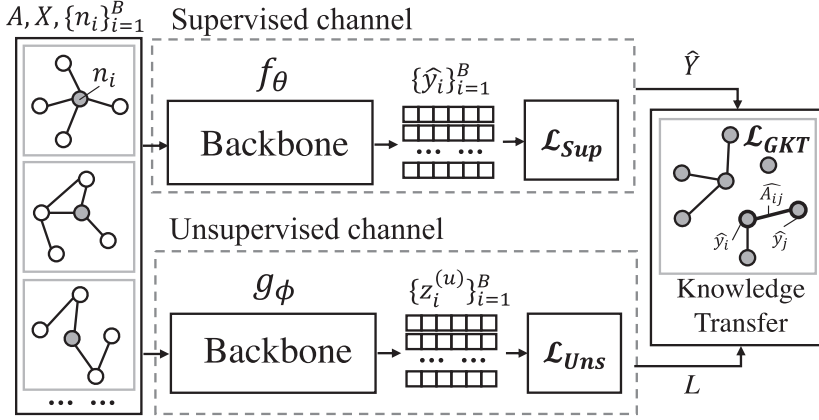 A, X, {n_i}_{i=1}^B
Supervised channel
n_i
f_θ
{ŷ_i}_{i=1}^B
Backbone
... ...
ℒ_Sup
Ŷ
ℒ_GKT
Â_ij
ŷ_i
ŷ_j
Knowledge
Transfer
Unsupervised channel
g_ϕ
{z_i^(u)}_{i=1}^B
Backbone
... ...
ℒ_Uns
L
... ...